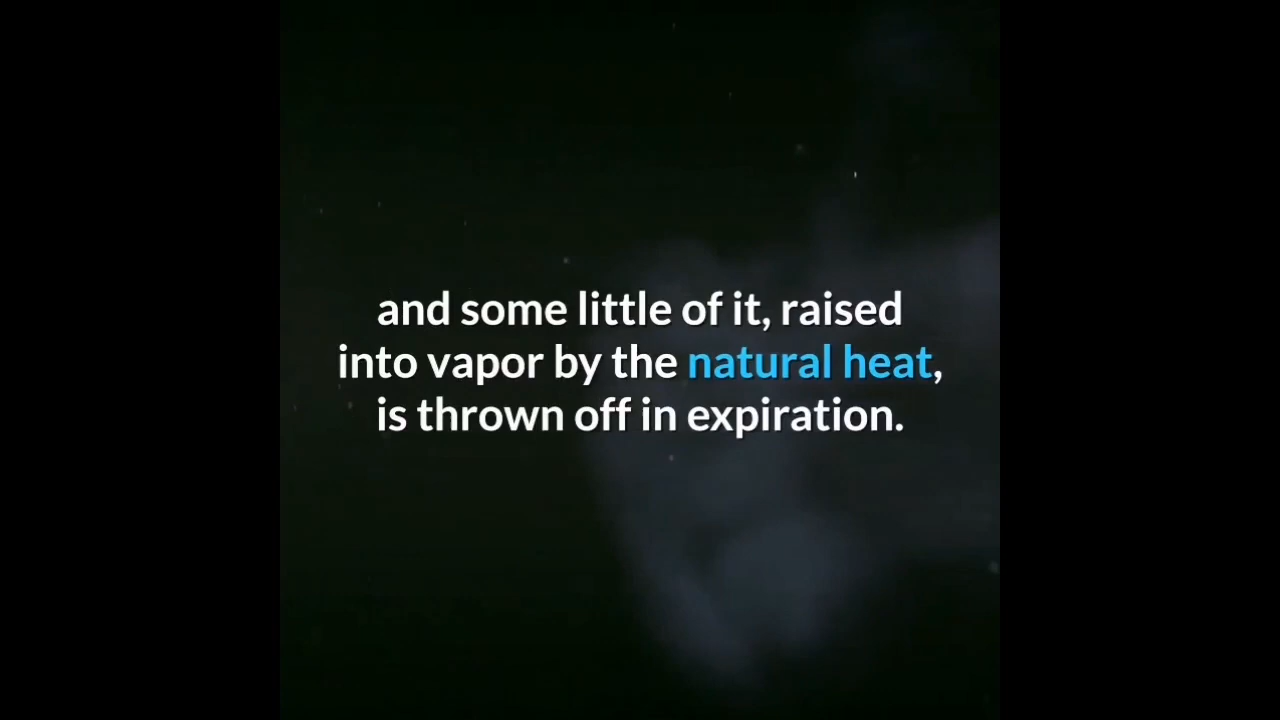 and some little of it, raised
into vapor by the natural heat,
is thrown off in expiration.